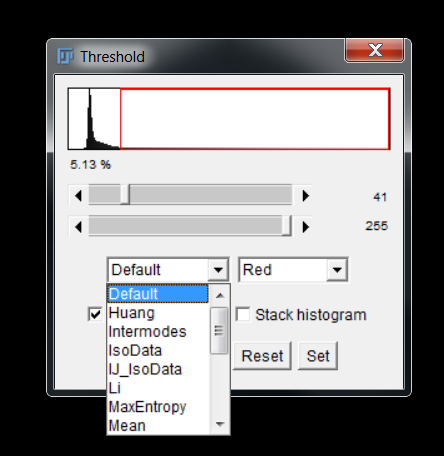 Threshold
5.13 %
41
255
Default Red
Default
Huang
Intermodes
IsoData
IJ_IsoData
Li
MaxEntropy
Mean
Stack histogram
Reset Set